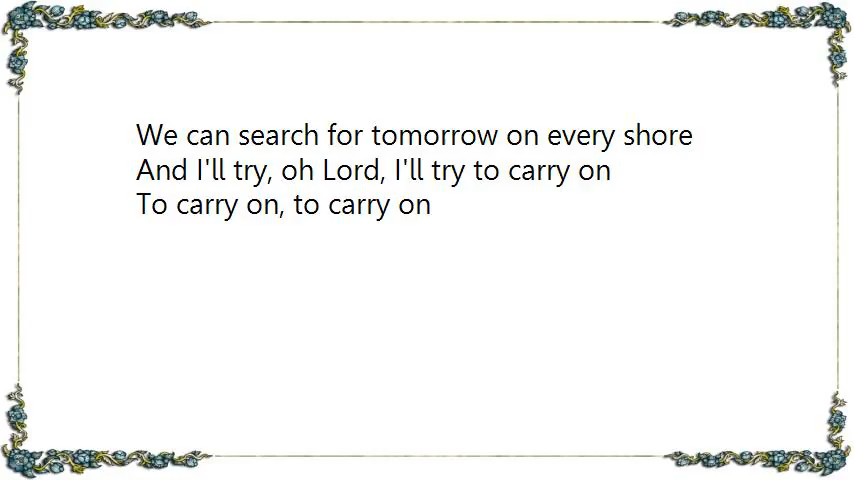 We can search for tomorrow on every shore
And I'll try, oh Lord, I'll try to carry on
To carry on, to carry on